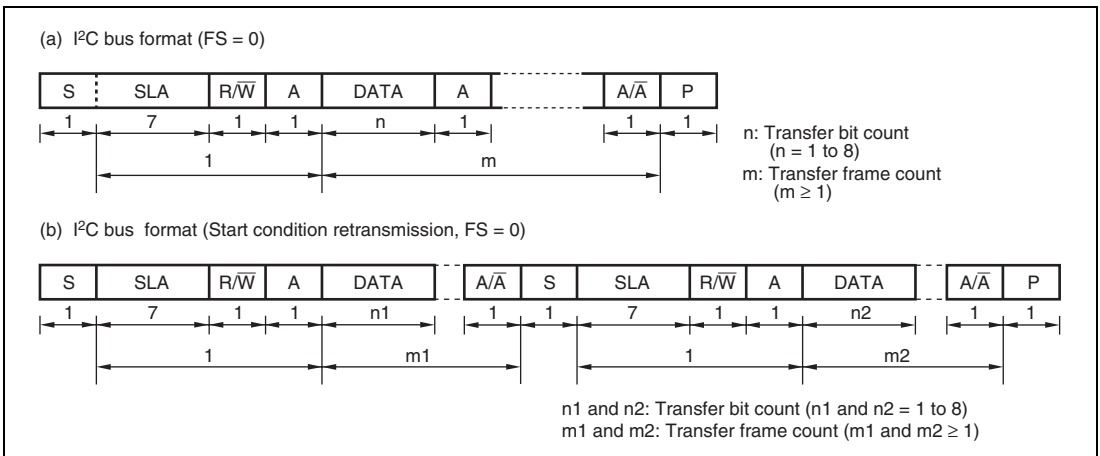 (a) I²C bus format (FS = 0)
S SLA R/W̅ A DATA A A/A̅ P
1 7 1 1 n 1 1 1
1 m
n: Transfer bit count
(n = 1 to 8)
m: Transfer frame count
(m ≥ 1)
(b) I²C bus format (Start condition retransmission, FS = 0)
S SLA R/W̅ A DATA A/A̅ S SLA R/W̅ A DATA A/A̅ P
1 7 1 1 n1 1 1 7 1 1 n2 1 1
1 m1 1 m2
n1 and n2: Transfer bit count (n1 and n2 = 1 to 8)
m1 and m2: Transfer frame count (m1 and m2 ≥ 1)